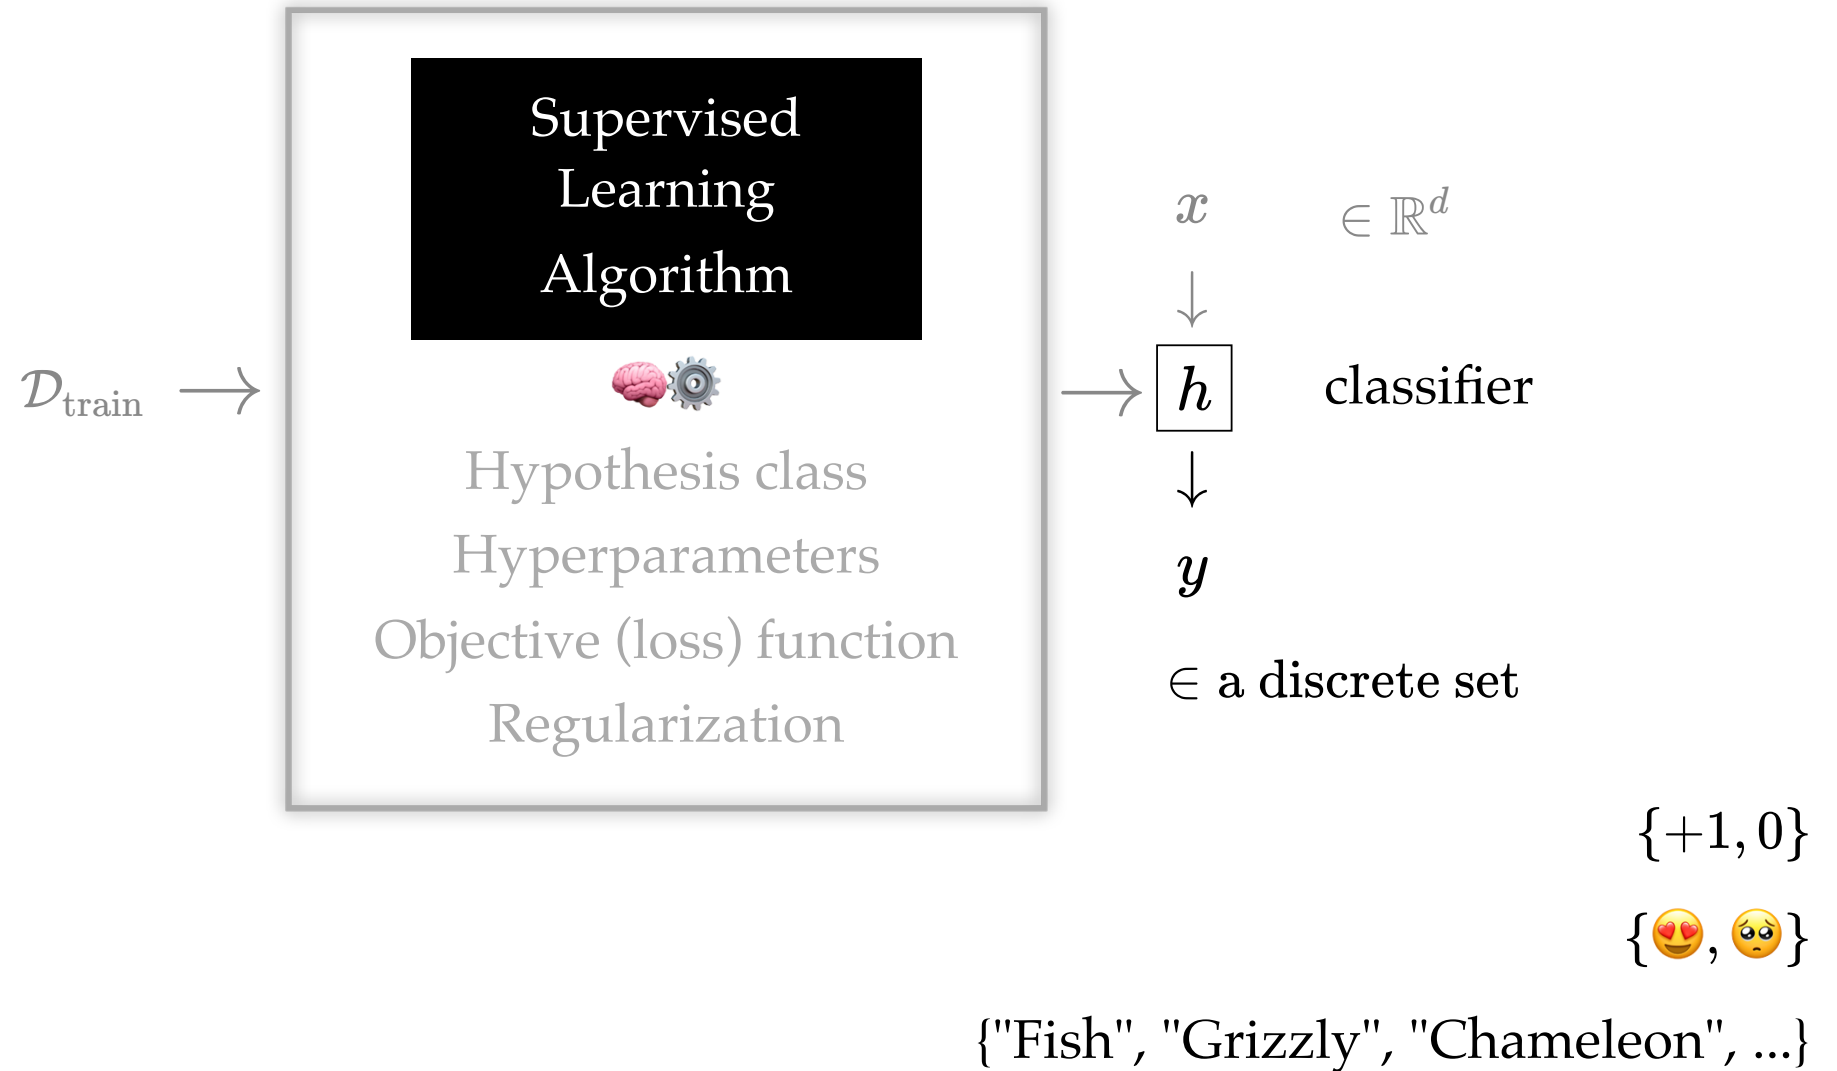 Supervised
Learning
Algorithm
𝒟train →
🧠⚙️
Hypothesis class
Hyperparameters
Objective (loss) function
Regularization
x ∈ ℝ^d
↓
→ h classifier
↓
y
∈ a discrete set
{+1, 0}
{😍, 🥺}
{"Fish", "Grizzly", "Chameleon", ...}